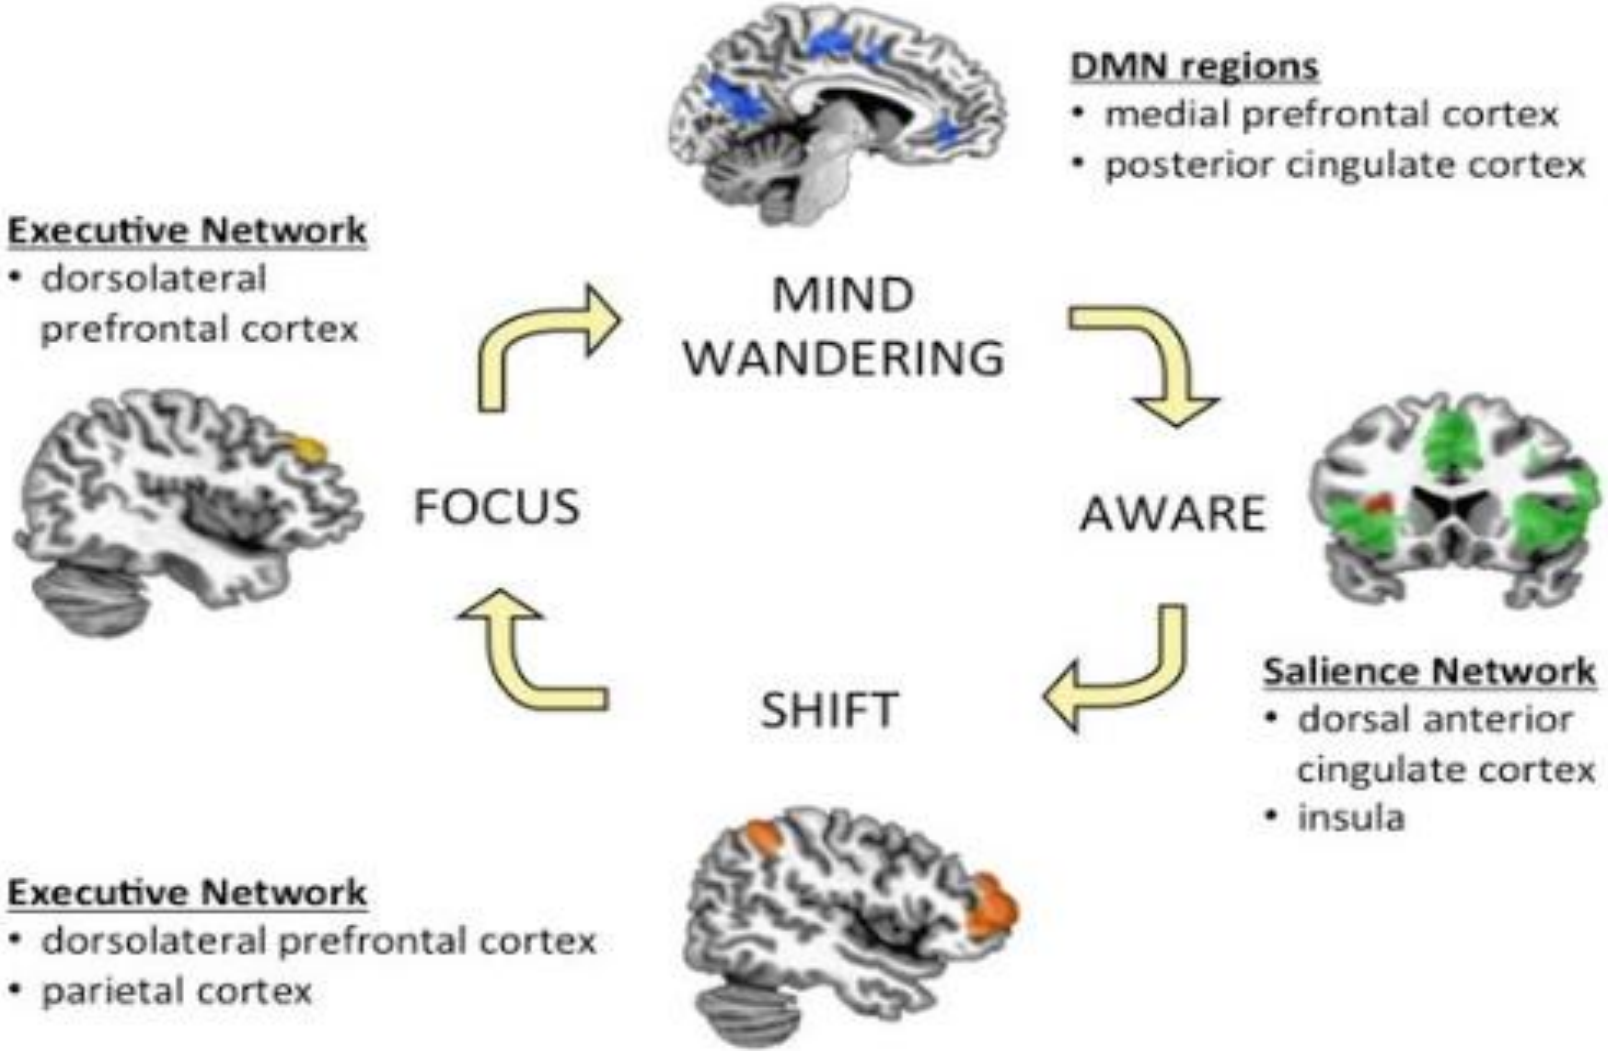 DMN regions
• medial prefrontal cortex
• posterior cingulate cortex
Executive Network
• dorsolateral
prefrontal cortex
MIND
WANDERING
FOCUS
AWARE
Salience Network
• dorsal anterior
cingulate cortex
• insula
SHIFT
Executive Network
• dorsolateral prefrontal cortex
• parietal cortex